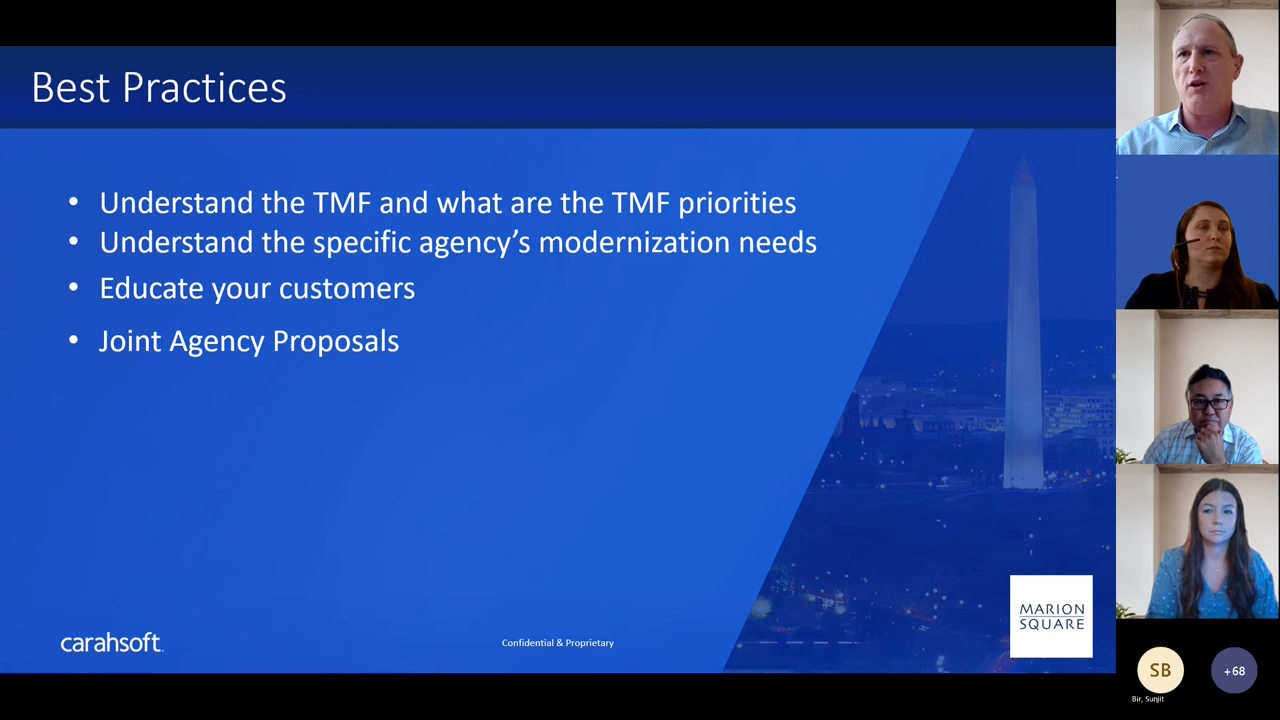 Best Practices
• Understand the TMF and what are the TMF priorities
• Understand the specific agency’s modernization needs
• Educate your customers
• Joint Agency Proposals
carahsoft.
Confidential & Proprietary
MARION
SQUARE
SB
+68
Bir, Sunjit